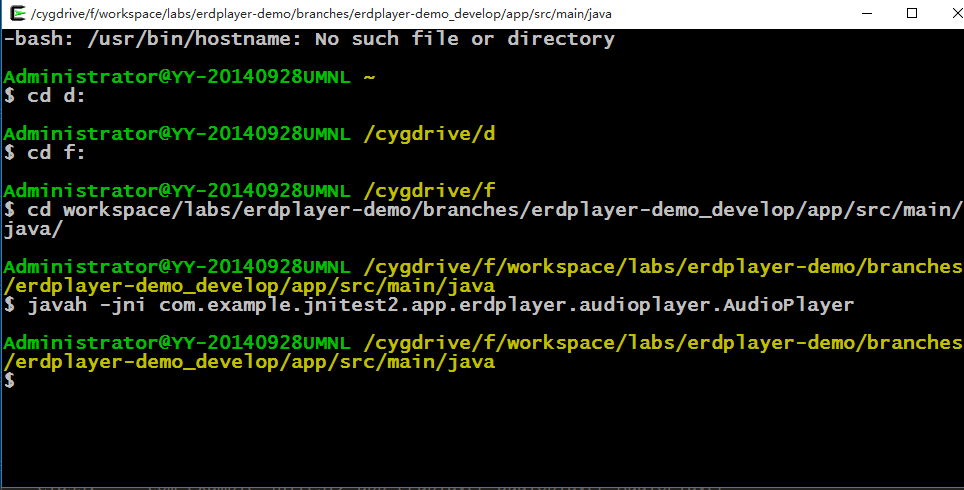 /cygdrive/f/workspace/labs/erdplayer-demo/branches/erdplayer-demo_develop/app/src/main/java
-bash: /usr/bin/hostname: No such file or directory
Administrator@YY-20140928UMNL ~
$ cd d:
Administrator@YY-20140928UMNL /cygdrive/d
$ cd f:
Administrator@YY-20140928UMNL /cygdrive/f
$ cd workspace/labs/erdplayer-demo/branches/erdplayer-demo_develop/app/src/main/
java/
Administrator@YY-20140928UMNL /cygdrive/f/workspace/labs/erdplayer-demo/branches
/erdplayer-demo_develop/app/src/main/java
$ javah -jni com.example.jnitest2.app.erdplayer.audioplayer.AudioPlayer
Administrator@YY-20140928UMNL /cygdrive/f/workspace/labs/erdplayer-demo/branches
/erdplayer-demo_develop/app/src/main/java
$